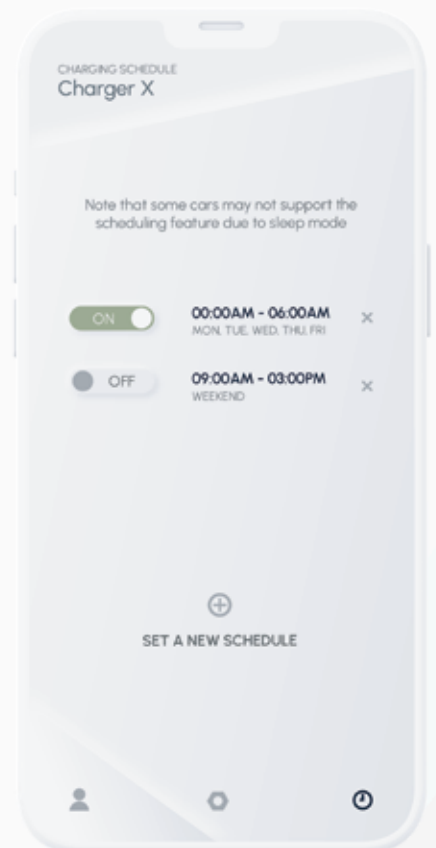 CHARGING SCHEDULE
Charger X
Note that some cars may not support the
scheduling feature due to sleep mode
ON
00:00AM - 06:00AM
MON, TUE, WED, THU, FRI
OFF
09:00AM - 03:00PM
WEEKEND
SET A NEW SCHEDULE